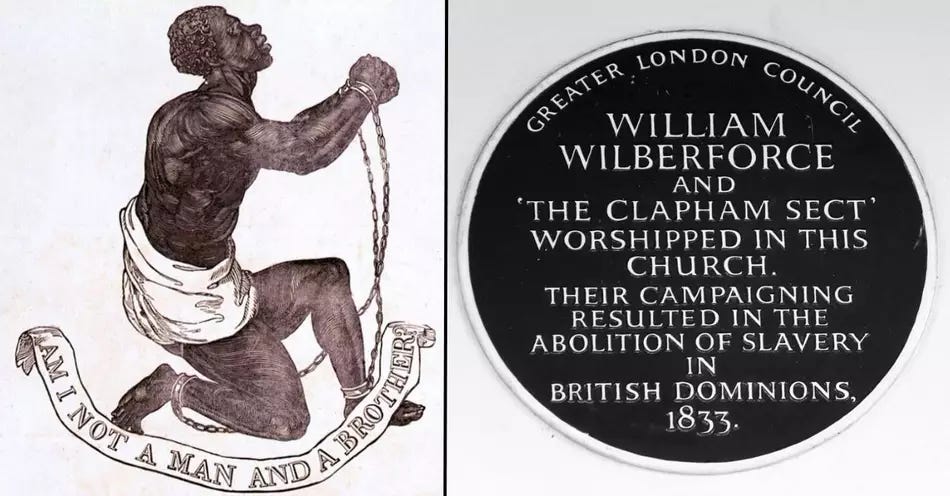 AM I NOT A MAN AND A BROTHER?
GREATER LONDON COUNCIL
WILLIAM
WILBERFORCE
AND
'THE CLAPHAM SECT'
WORSHIPPED IN THIS
CHURCH.
THEIR CAMPAIGNING
RESULTED IN THE
ABOLITION OF SLAVERY
IN
BRITISH DOMINIONS,
1833.